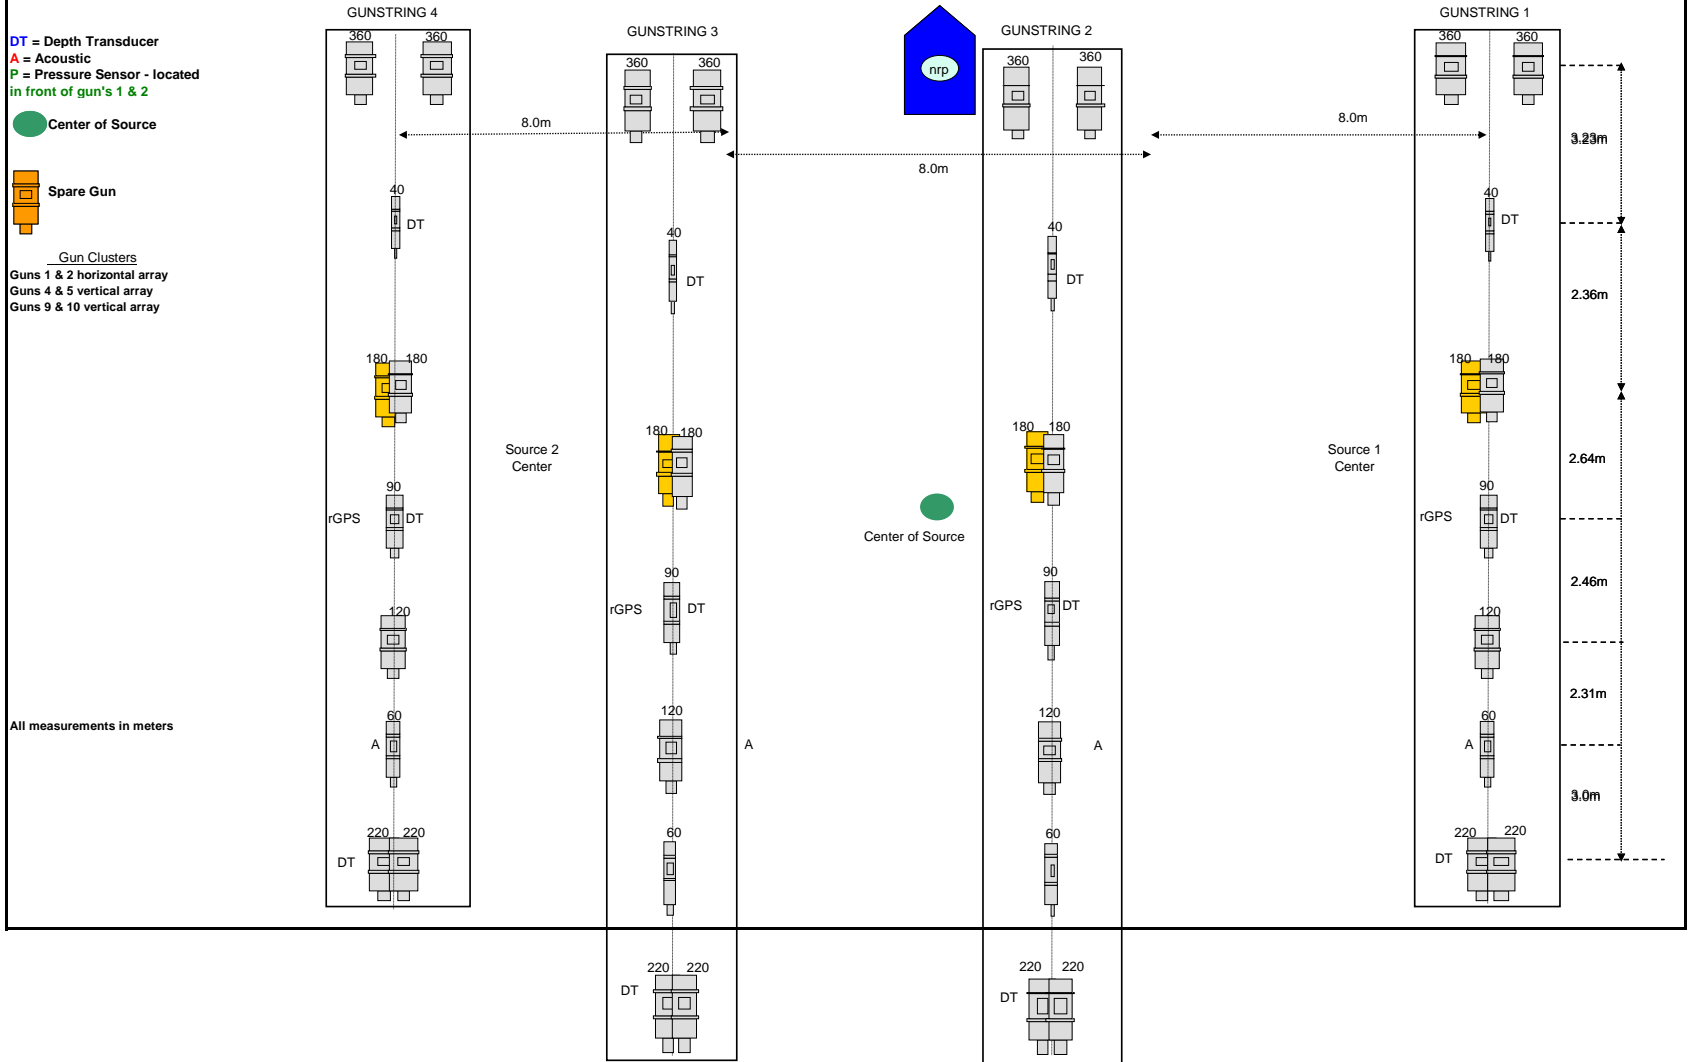 GUNSTRING 4
GUNSTRING 3
GUNSTRING 2
GUNSTRING 1
DT = Depth Transducer
A = Acoustic
P = Pressure Sensor - located
in front of gun's 1 & 2
Center of Source
Spare Gun
Gun Clusters
Guns 1 & 2 horizontal array
Guns 4 & 5 vertical array
Guns 9 & 10 vertical array
All measurements in meters
360 360
40
DT
180 180
90
rGPS DT
120
60
A
220 220
DT
8.0m
Source 2
Center
360 360
40
DT
180 180
90
rGPS DT
120
A
60
220 220
DT
nrp
8.0m
Center of Source
360 360
40
DT
180 180
90
rGPS DT
120
A
60
220 220
DT
8.0m
Source 1
Center
360 360
40
DT
180 180
90
rGPS DT
120
60
A
220 220
DT
3.23m
2.36m
2.64m
2.46m
2.31m
3.0m